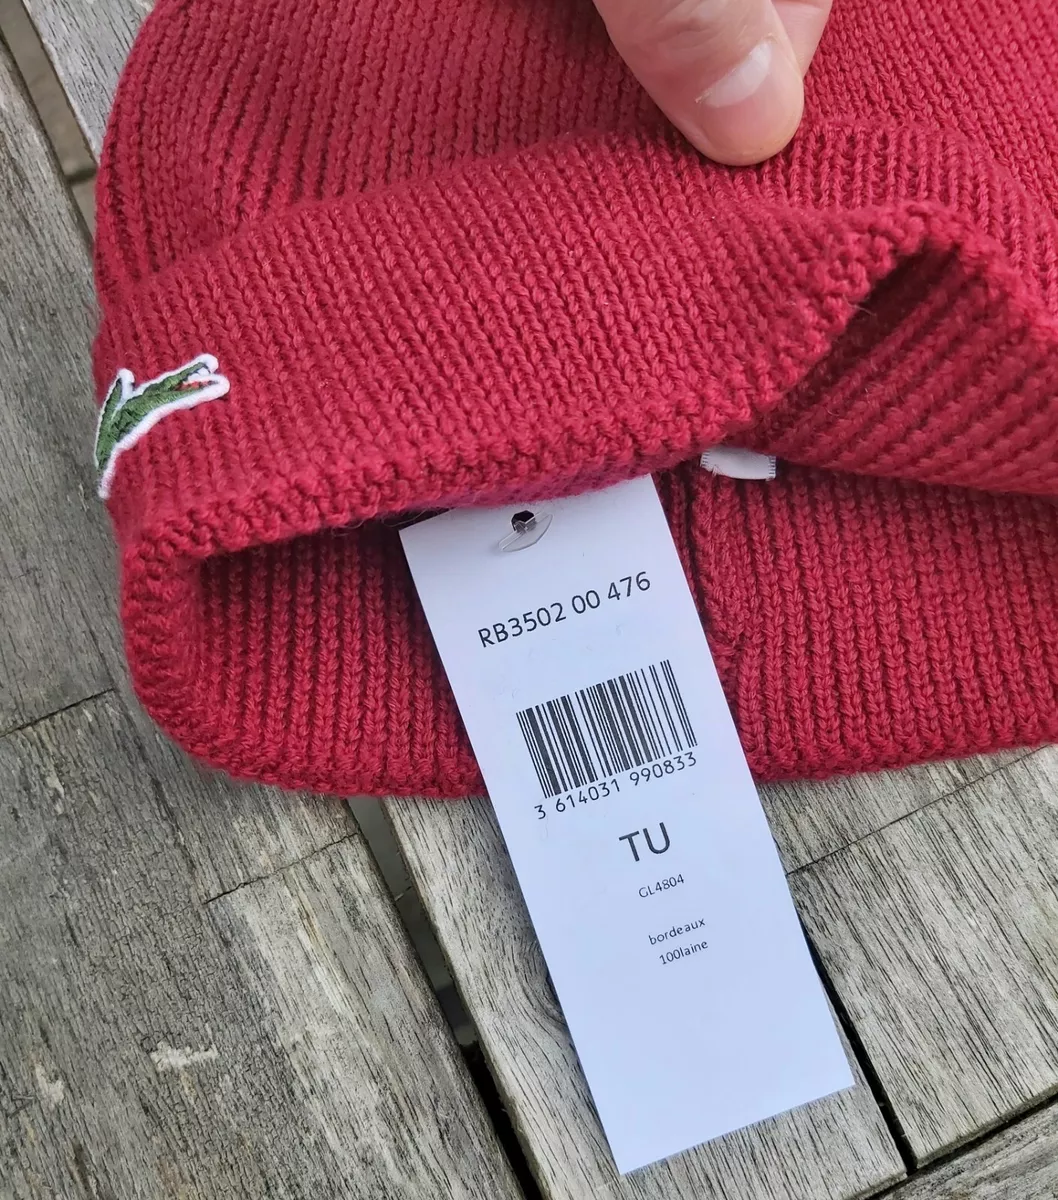 RB3502 00 476
3 614031 990833
TU
GL4804
bordeaux
100laine